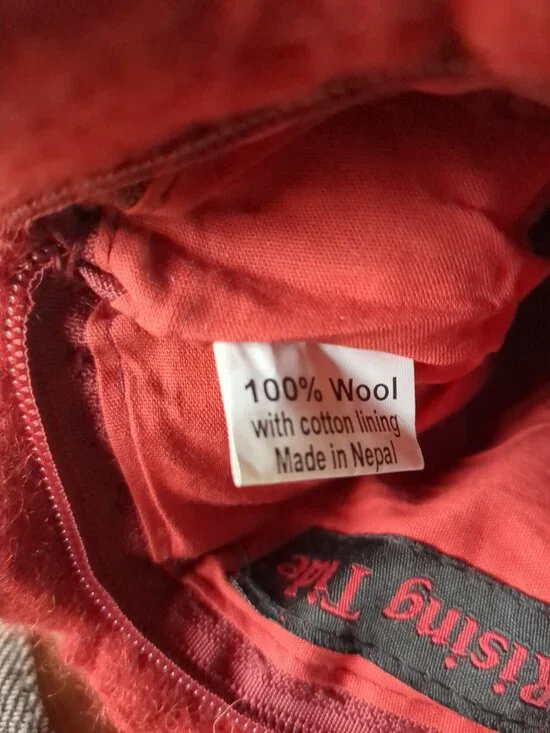 100% Wool
with cotton lining
Made in Nepal
Rising Tide